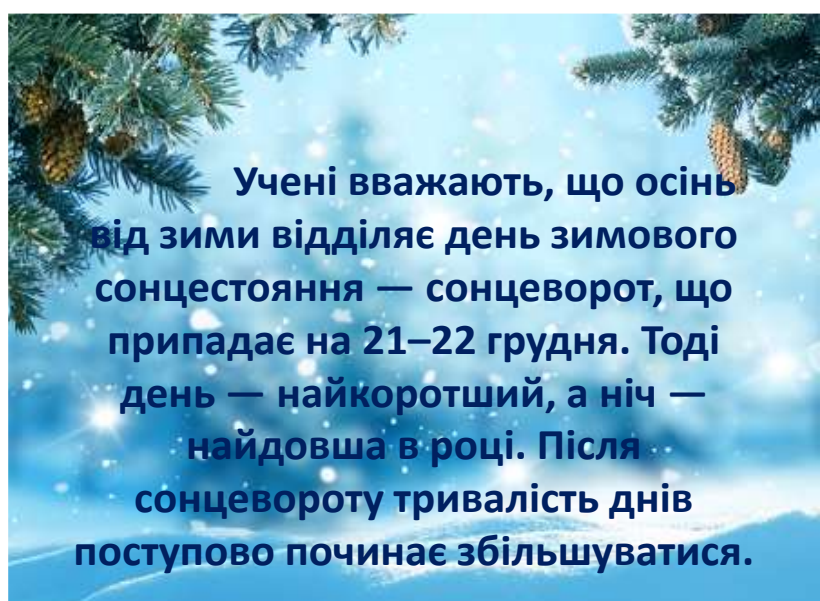 Учені вважають, що осінь
від зими відділяє день зимового
сонцестояння — сонцеворот, що
припадає на 21–22 грудня. Тоді
день — найкоротший, а ніч —
найдовша в році. Після
сонцевороту тривалість днів
поступово починає збільшуватися.